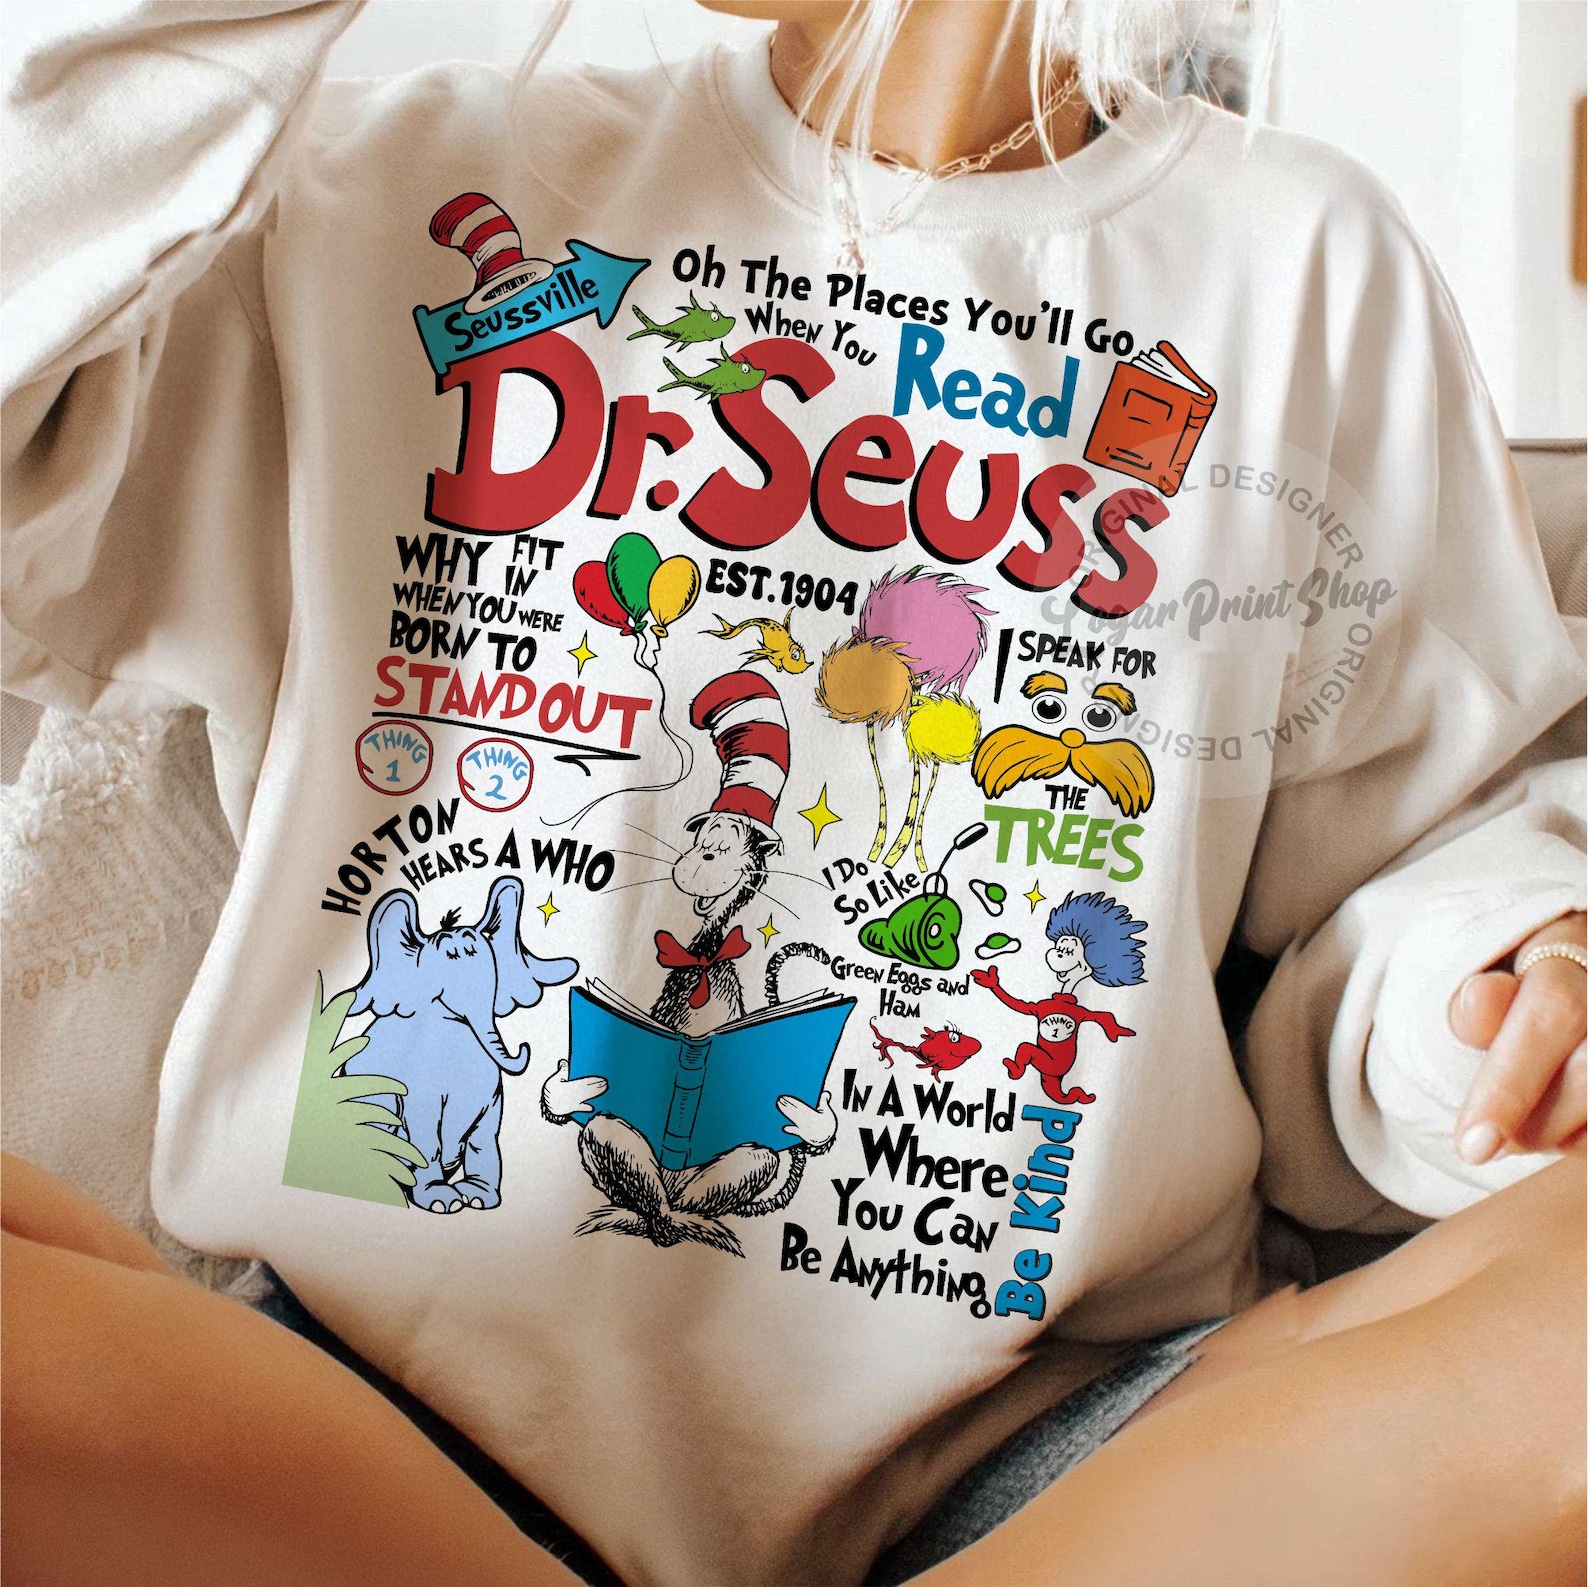 Seussville
Oh The Places You'll Go
When You
Read
Dr. Seuss
EST.1904
WHY FIT
IN
WHEN YOU WERE
BORN TO
STAND OUT
THING
1
THING
2
HORTON
HEARS A WHO
I SPEAK FOR
THE
TREES
I Do
So Like
Green Eggs and
Ham
THING
1
In A World
Where
You Can
Be Anything,
Be Kind
ORIGINAL DESIGNER
Logan Print Shop
ORIGINAL DESIGNER